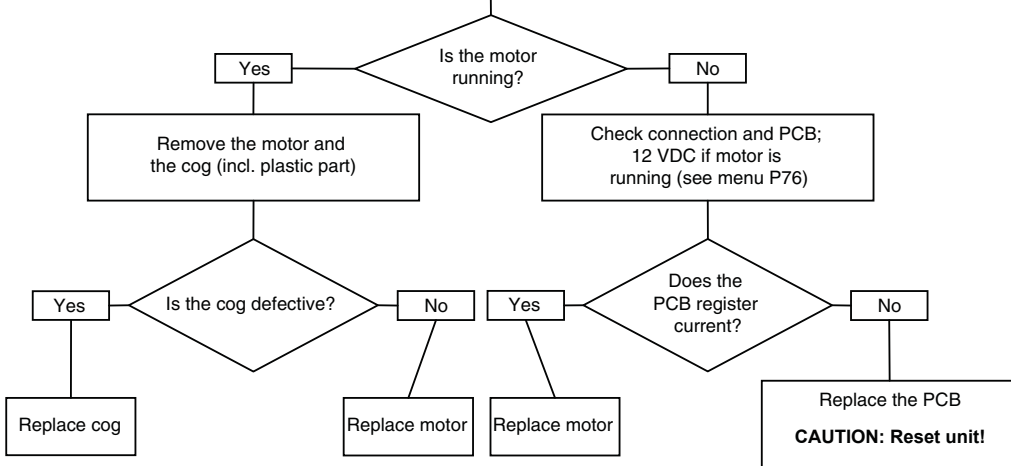 Is the motor
running?
Yes
No
Remove the motor and
the cog (incl. plastic part)
Check connection and PCB;
12 VDC if motor is
running (see menu P76)
Is the cog defective?
Yes
No
Does the
PCB register
current?
Yes
No
Replace cog
Replace motor
Replace motor
Replace the PCB
CAUTION: Reset unit!